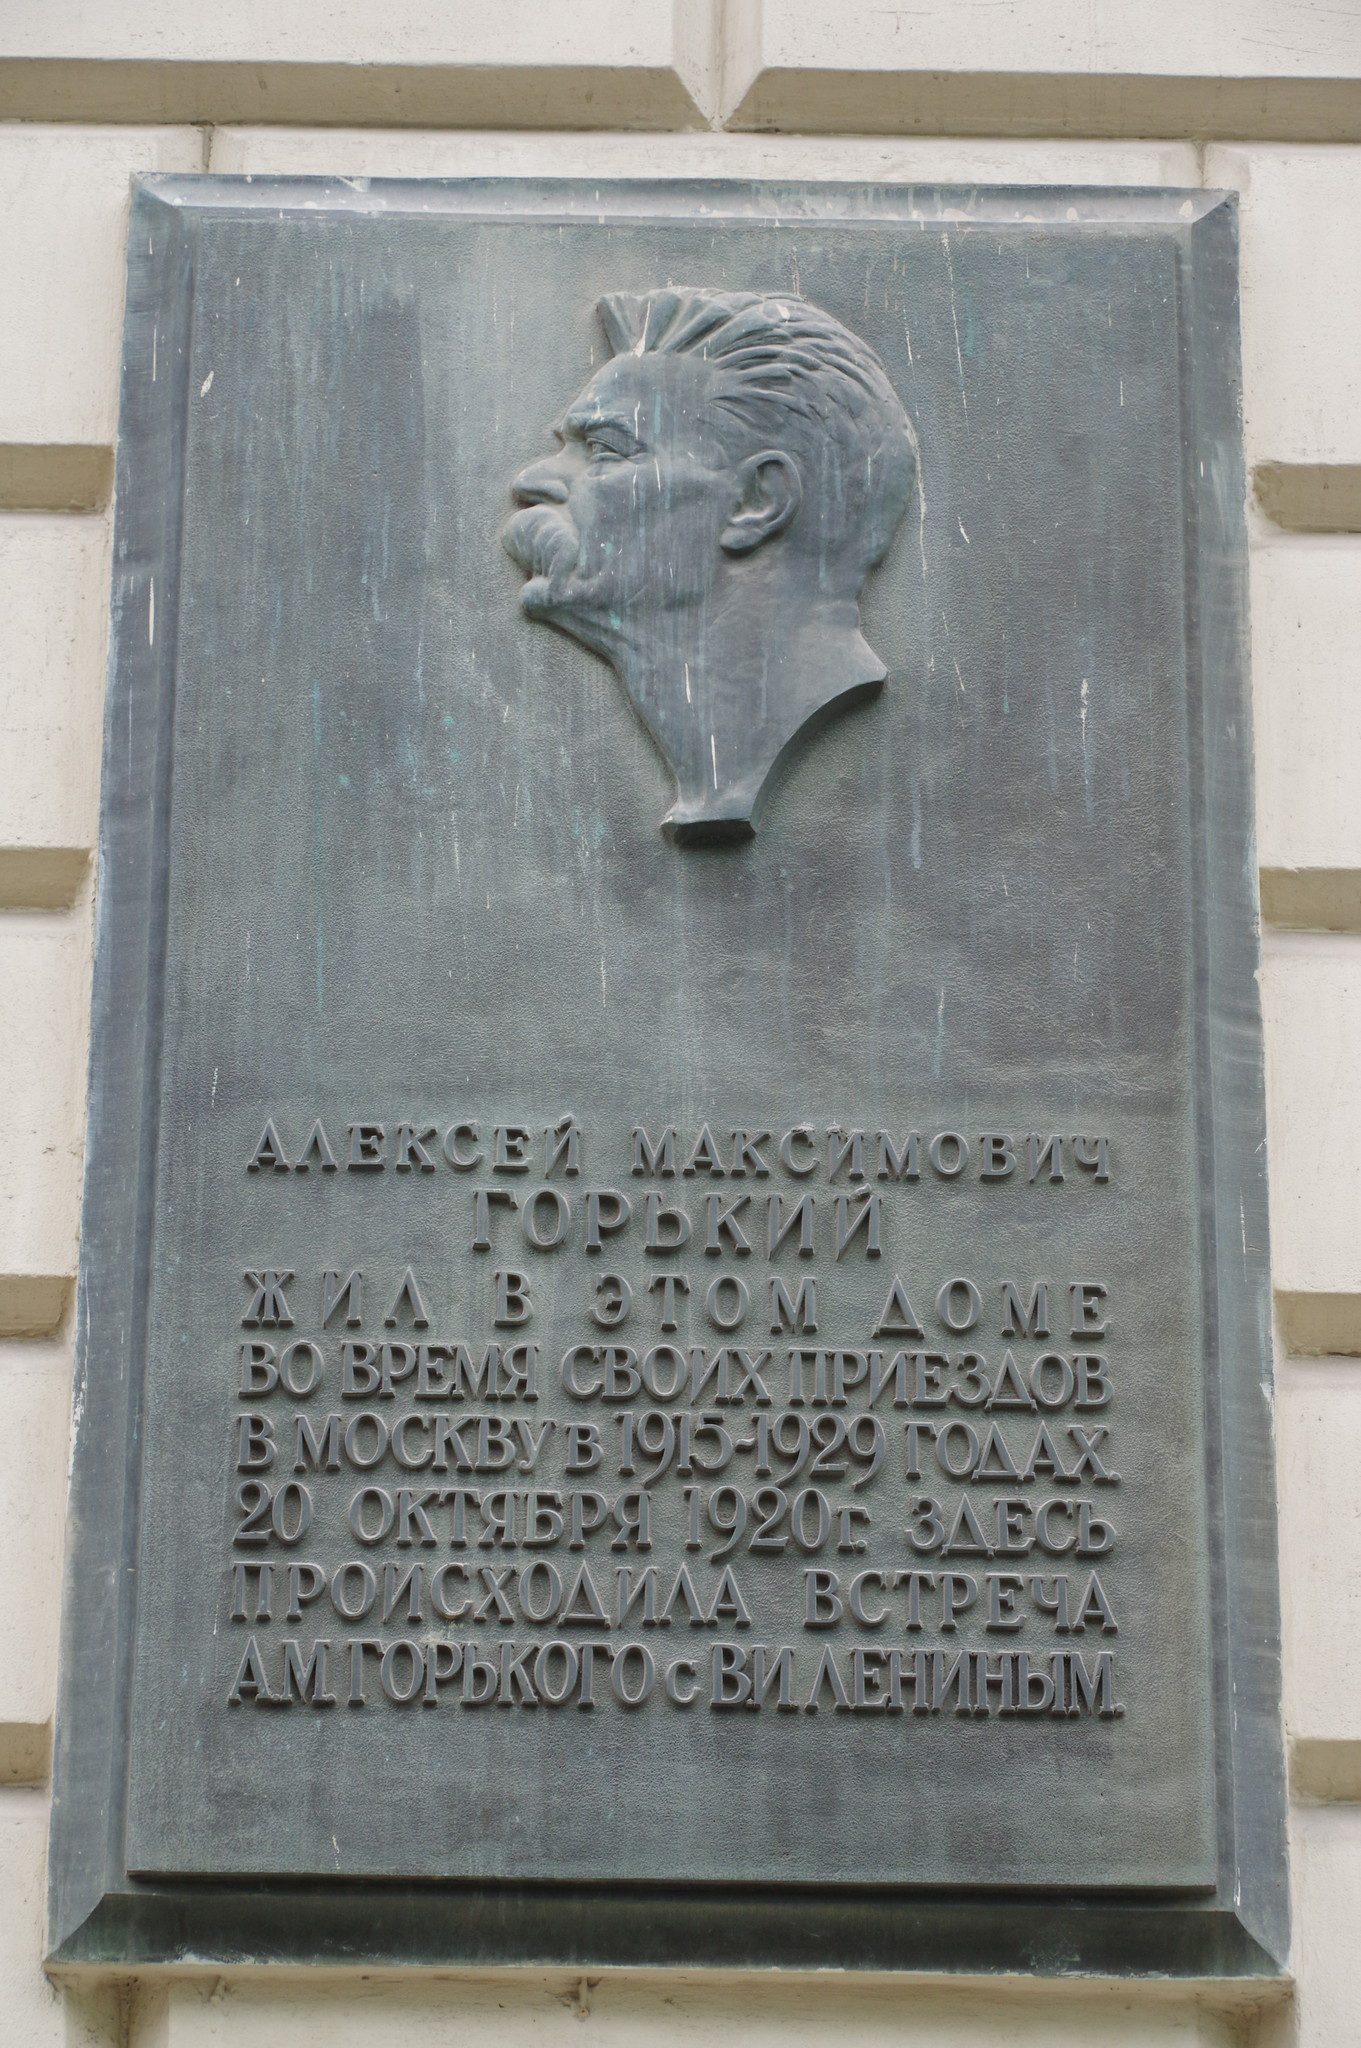 АЛЕКСЕЙ МАКСИМОВИЧ
ГОРЬКИЙ
ЖИЛ В ЭТОМ ДОМЕ
ВО ВРЕМЯ СВОИХ ПРИЕЗДОВ
В МОСКВУ В 1915-1929 ГОДАХ.
20 ОКТЯБРЯ 1920 г. ЗДЕСЬ
ПРОИСХОДИЛА ВСТРЕЧА
А.М.ГОРЬКОГО с В.И ЛЕНИНЫМ.